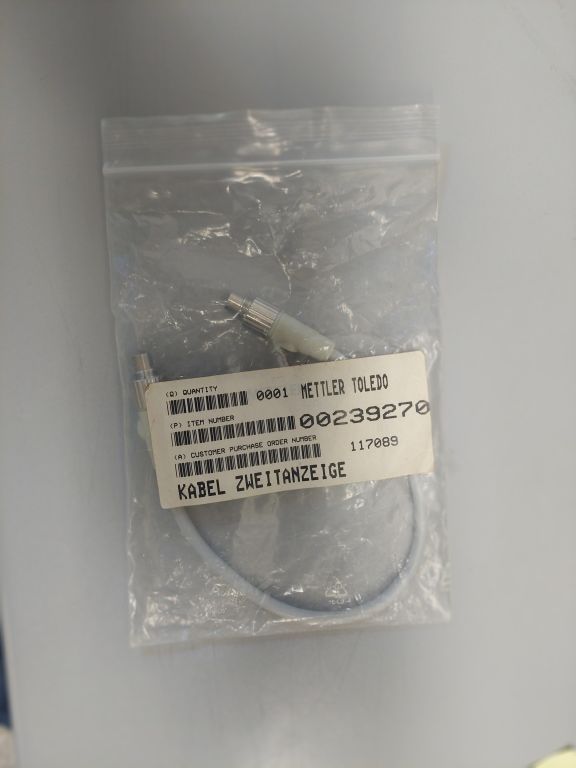 (Q) QUANTITY
0001 METTLER TOLEDO
(P) ITEM NUMBER
00239270
(A) CUSTOMER PURCHASE ORDER NUMBER
117089
KABEL ZWEITANZEIGE